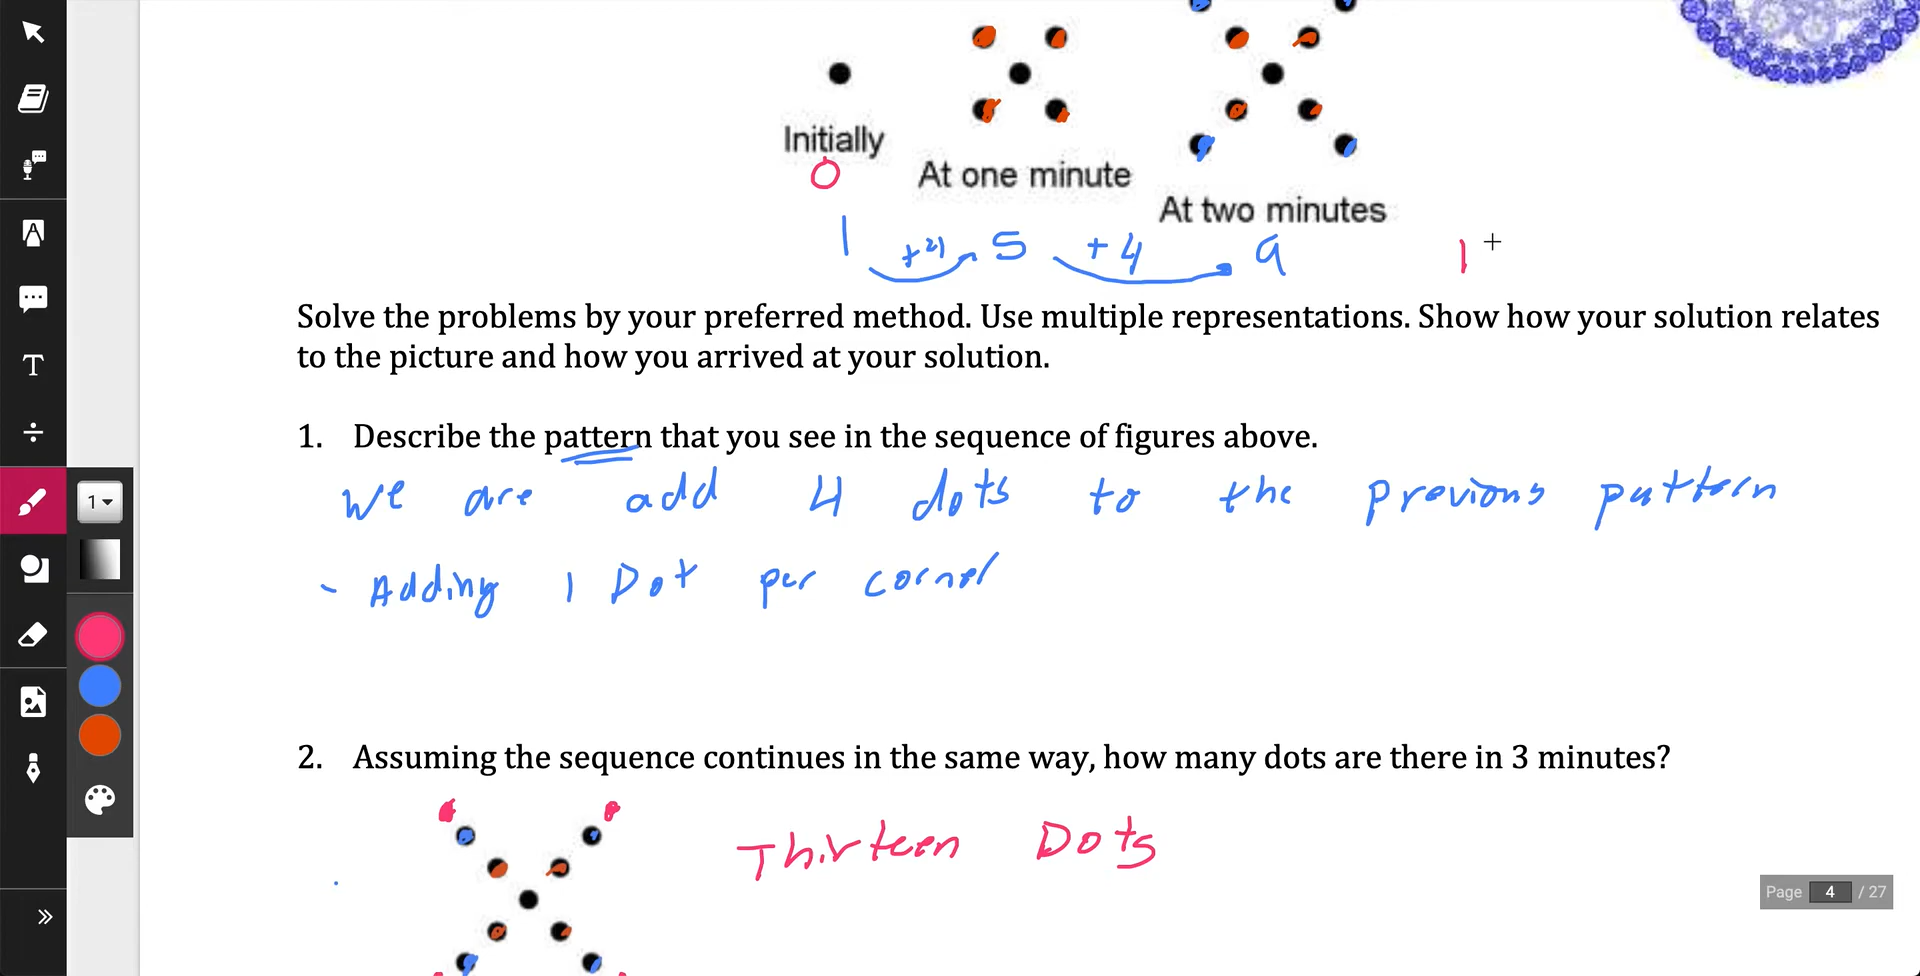 Initially
At one minute
At two minutes
0
1 +4 5 +4 9 1
Solve the problems by your preferred method. Use multiple representations. Show how your solution relates
to the picture and how you arrived at your solution.
1. Describe the pattern that you see in the sequence of figures above.
we are add 4 dots to the previous pattern
- Adding 1 Dot per corner
2. Assuming the sequence continues in the same way, how many dots are there in 3 minutes?
Thirteen Dots
1
Page 4 / 27